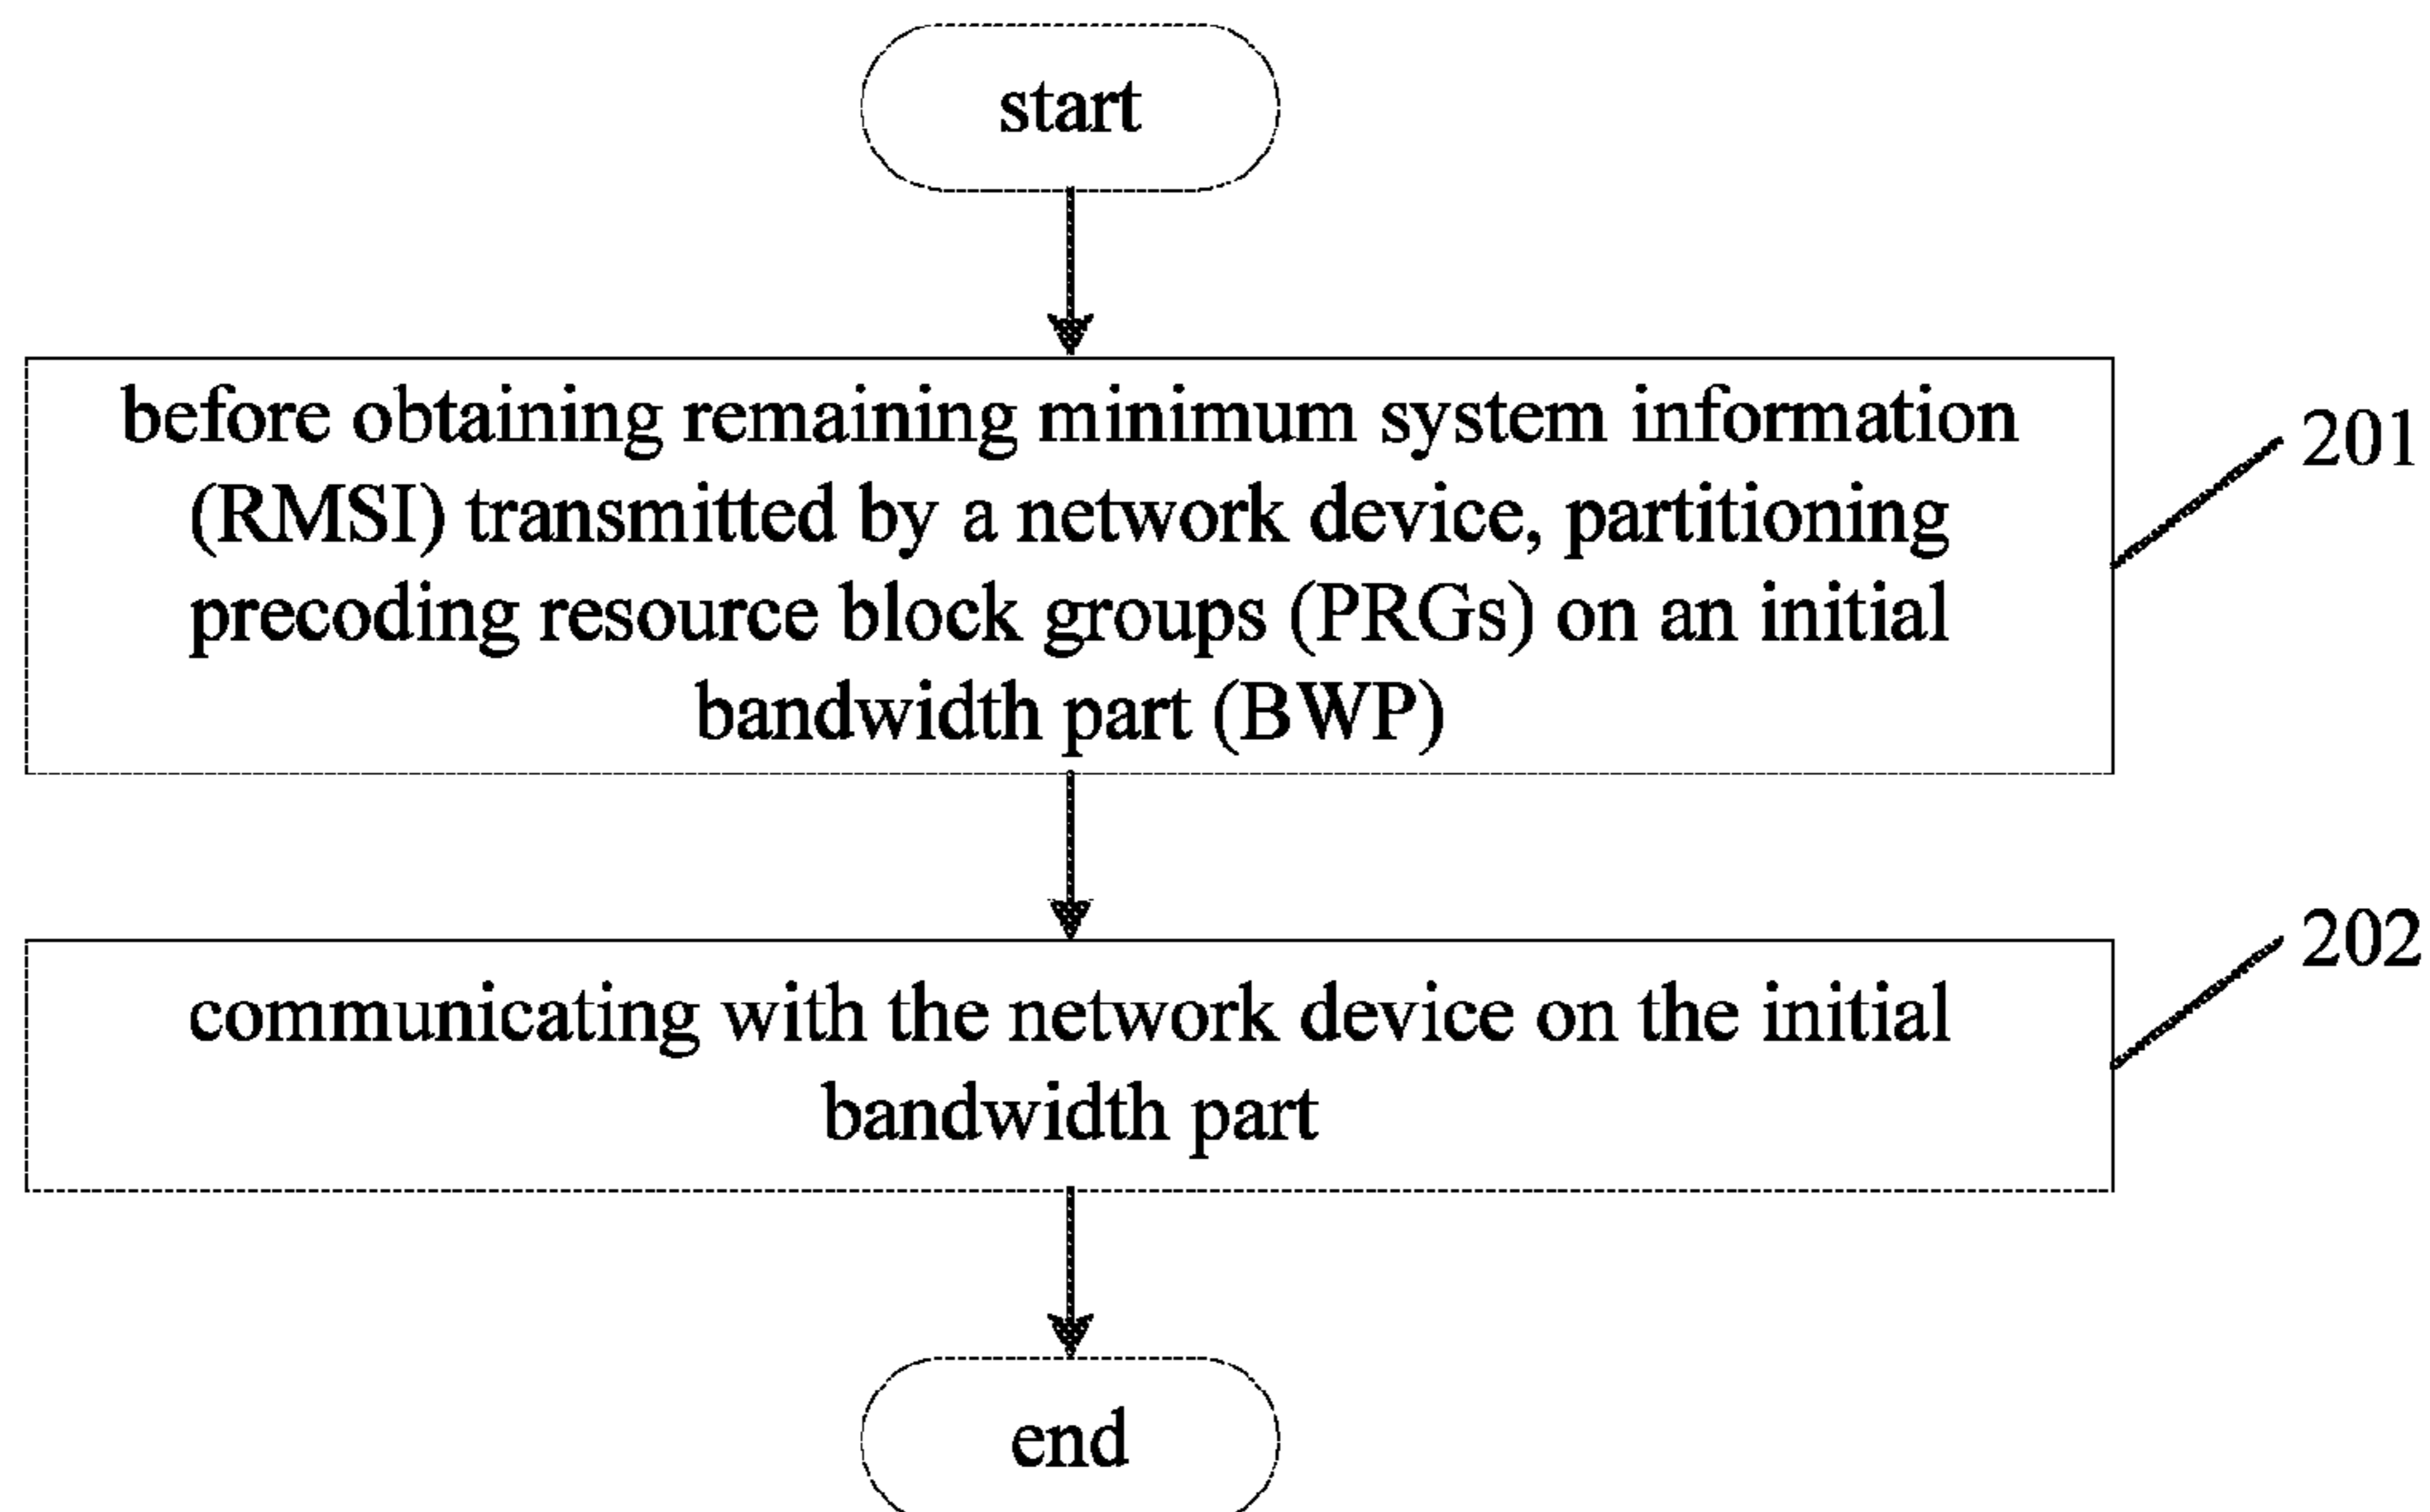 start
before obtaining remaining minimum system information
(RMSI) transmitted by a network device, partitioning
precoding resource block groups (PRGs) on an initial
bandwidth part (BWP)
201
communicating with the network device on the initial
bandwidth part
202
end